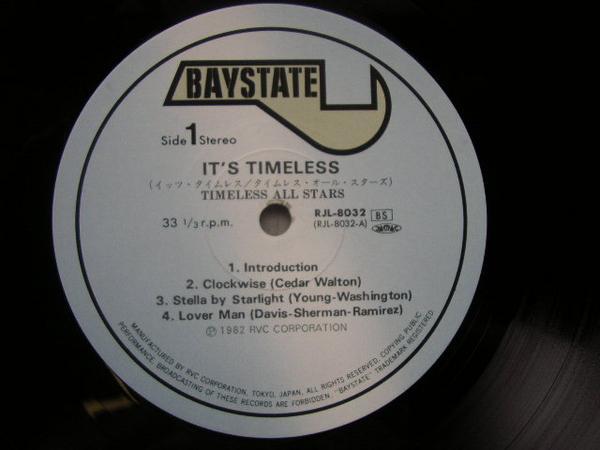 BAYSTATE
Side 1 Stereo
IT'S TIMELESS
(イッツ・タイムレス/タイムレス・オール・スターズ)
TIMELESS ALL STARS
33 1/3 r.p.m.
RJL-8032 BS
(RJL-8032-A)
1. Introduction
2. Clockwise (Cedar Walton)
3. Stella by Starlight (Young-Washington)
4. Lover Man (Davis-Sherman-Ramirez)
Ⓟ 1982 RVC CORPORATION
MANUFACTURED BY RVC CORPORATION, TOKYO, JAPAN, ALL RIGHTS RESERVED, COPYING PUBLIC
PERFORMANCE, BROADCASTING OF THESE RECORDS ARE FORBIDDEN. "BAYSTATE" TRADEMARK REGISTERED